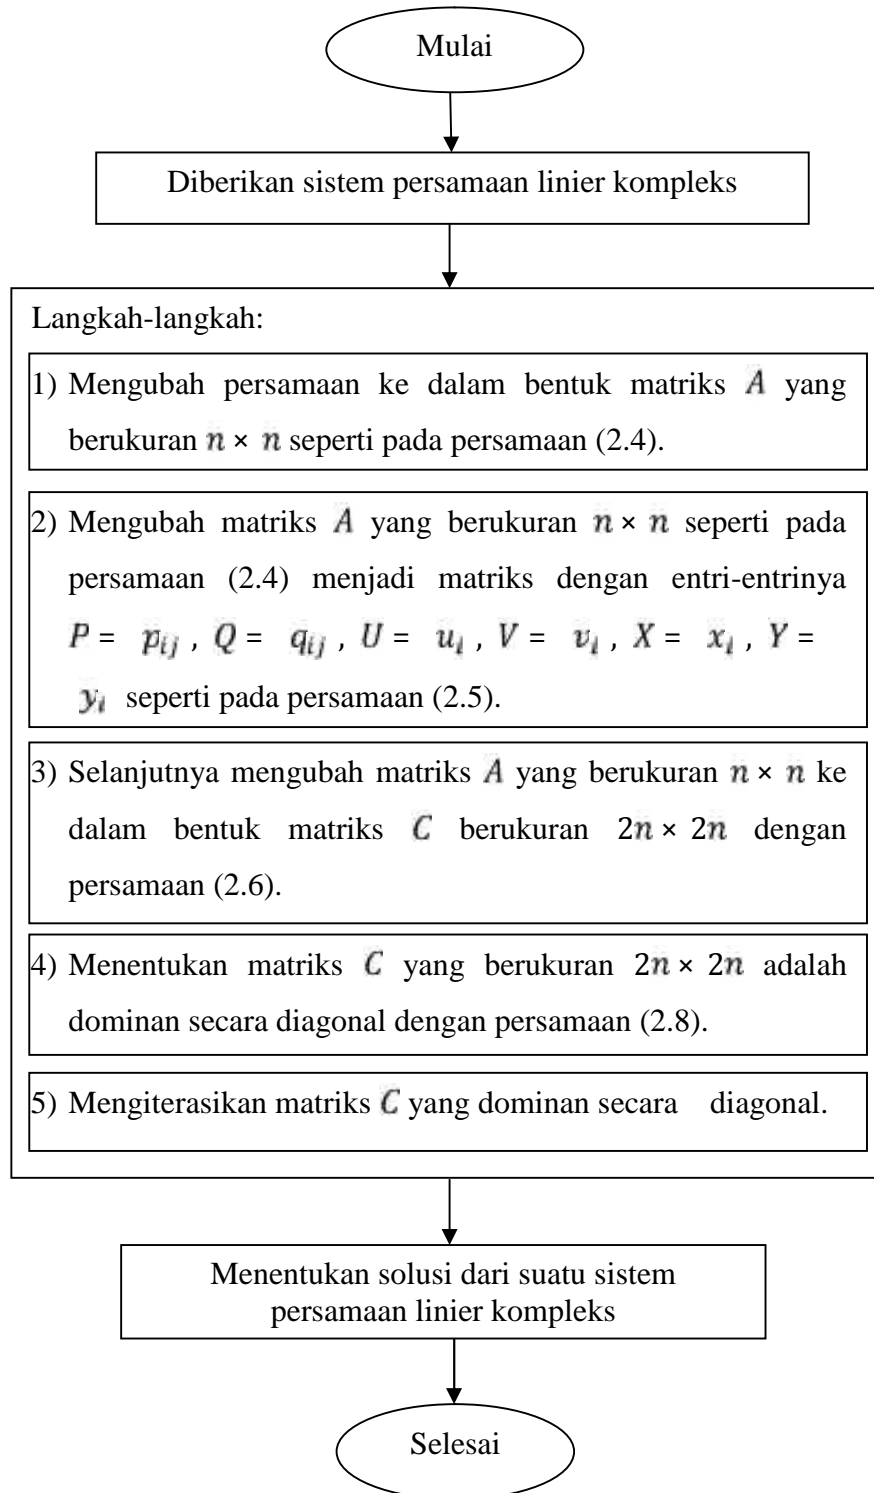 Mulai
Diberikan sistem persamaan linier kompleks
Langkah-langkah:
1) Mengubah persamaan ke dalam bentuk matriks A yang
berukuran n × n seperti pada persamaan (2.4).
2) Mengubah matriks A yang berukuran n × n seperti pada
persamaan (2.4) menjadi matriks dengan entri-entrinya
P = p_{ij} , Q = q_{ij} , U = u_i , V = v_i , X = x_i , Y =
y_i seperti pada persamaan (2.5).
3) Selanjutnya mengubah matriks A yang berukuran n × n ke
dalam bentuk matriks C berukuran 2n × 2n dengan
persamaan (2.6).
4) Menentukan matriks C yang berukuran 2n × 2n adalah
dominan secara diagonal dengan persamaan (2.8).
5) Mengiterasikan matriks C yang dominan secara diagonal.
Menentukan solusi dari suatu sistem
persamaan linier kompleks
Selesai